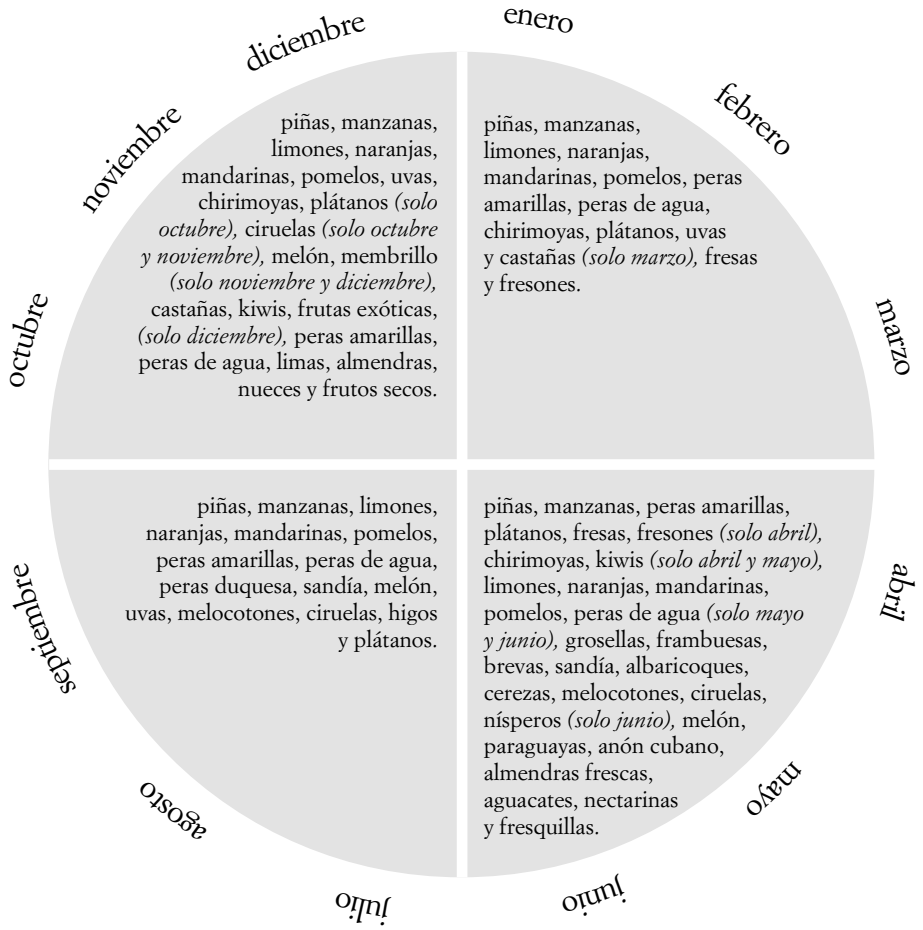 enero
febrero
marzo
abril
mayo
junio
julio
agosto
septiembre
octubre
noviembre
diciembre
piñas, manzanas,
limones, naranjas,
mandarinas, pomelos, uvas,
chirimoyas, plátanos (solo
octubre), ciruelas (solo octubre
y noviembre), melón, membrillo
(solo noviembre y diciembre),
castañas, kiwis, frutas exóticas,
(solo diciembre), peras amarillas,
peras de agua, limas, almendras,
nueces y frutos secos.
piñas, manzanas,
limones, naranjas,
mandarinas, pomelos, peras
amarillas, peras de agua,
chirimoyas, plátanos, uvas
y castañas (solo marzo), fresas
y fresones.
piñas, manzanas, limones,
naranjas, mandarinas, pomelos,
peras amarillas, peras de agua,
peras duquesa, sandía, melón,
uvas, melocotones, ciruelas, higos
y plátanos.
piñas, manzanas, peras amarillas,
plátanos, fresas, fresones (solo abril),
chirimoyas, kiwis (solo abril y mayo),
limones, naranjas, mandarinas,
pomelos, peras de agua (solo mayo
y junio), grosellas, frambuesas,
brevas, sandía, albaricoques,
cerezas, melocotones, ciruelas,
nísperos (solo junio), melón,
paraguayas, anón cubano,
almendras frescas,
aguacates, nectarinas
y fresquillas.